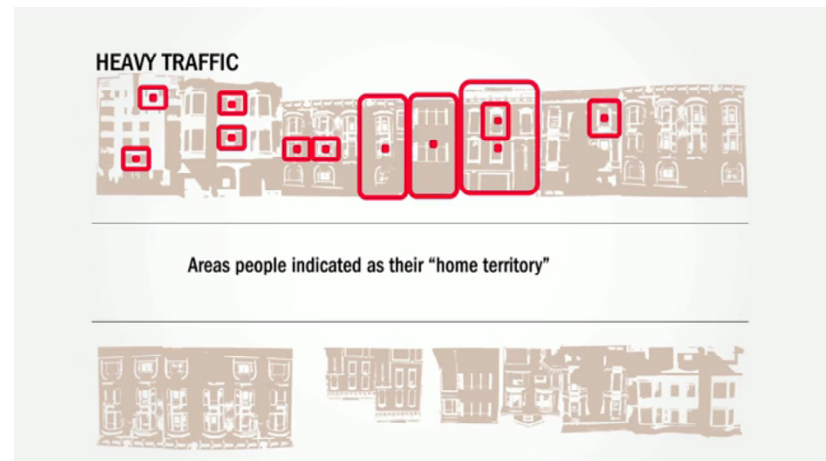 HEAVY TRAFFIC
Areas people indicated as their “home territory”